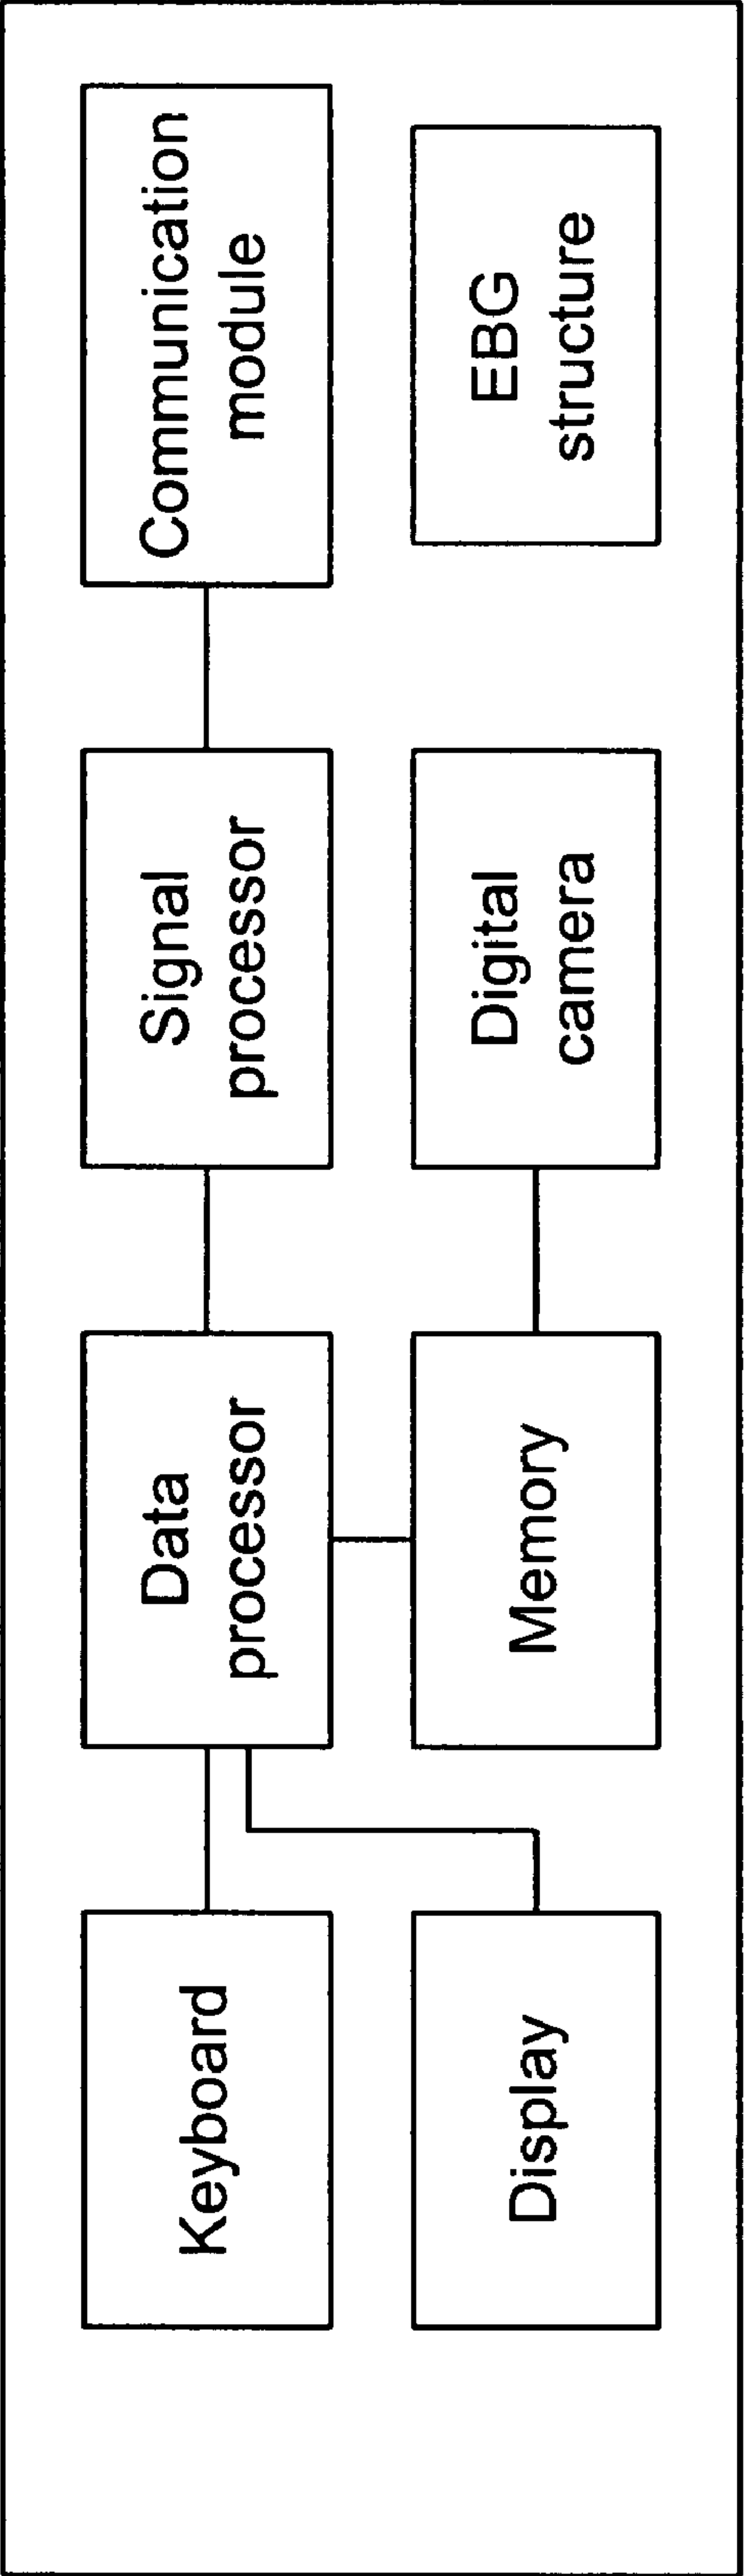 Keyboard
Data
processor
Signal
processor
Communication
module
Display
Memory
Digital
camera
EBG
structure